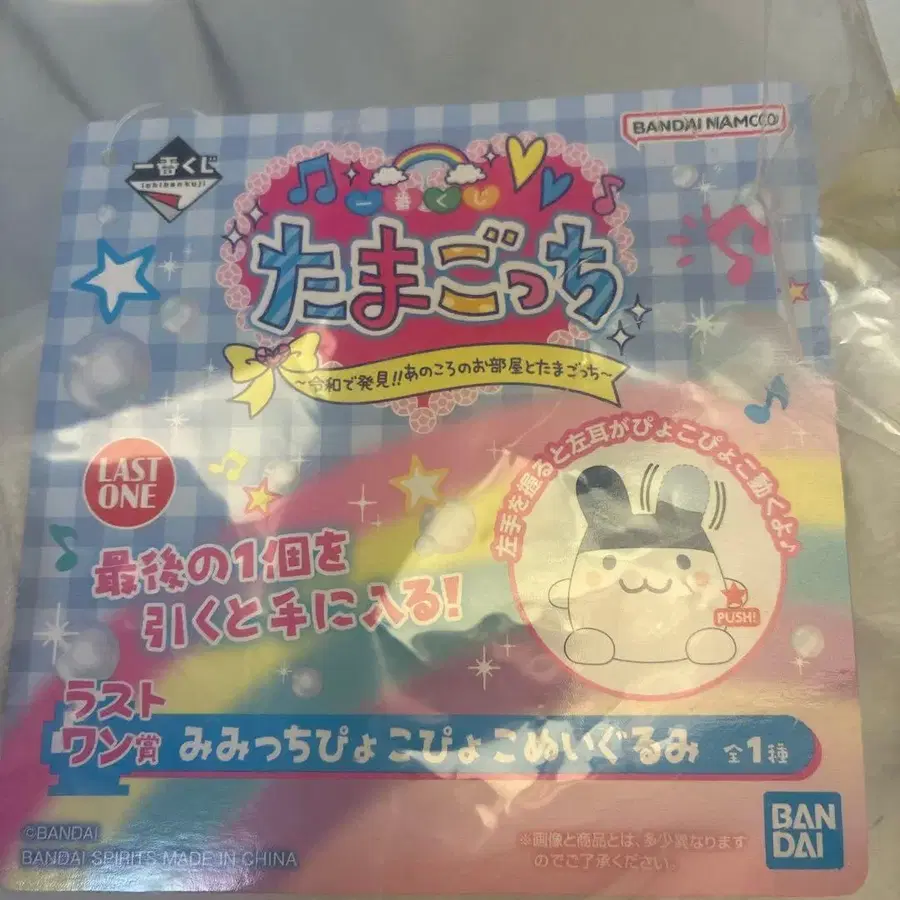 一番くじ
ichibankuji
BANDAI NAMCO
一番くじ
たまごっち
～令和で発見!!あのころのお部屋とたまごっち～
LAST
ONE
最後の1個を
引くと手に入る!
左手を握ると左耳がぴょこぴょこ動くよ♪
PUSH!
ラスト
ワン賞
みみっちぴょこぴょこぬいぐるみ 全1種
©BANDAI
BANDAI SPIRITS MADE IN CHINA
※画像と商品とは、多少異なります
のでご了承ください。
BAN
DAI